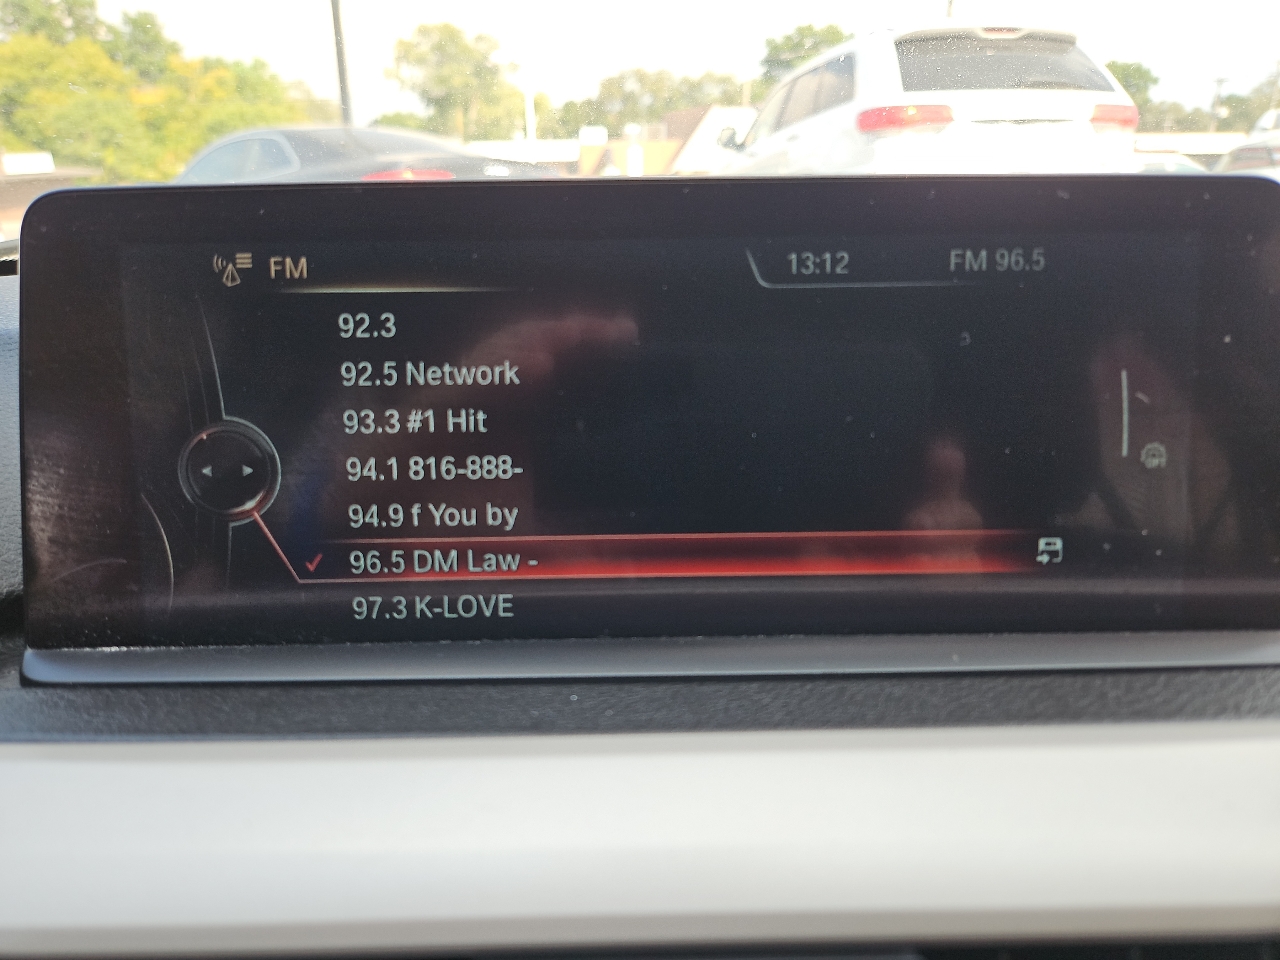 FM
13:12 FM 96.5
92.3
92.5 Network
93.3 #1 Hit
94.1 816-888-
94.9 f You by
96.5 DM Law -
97.3 K-LOVE